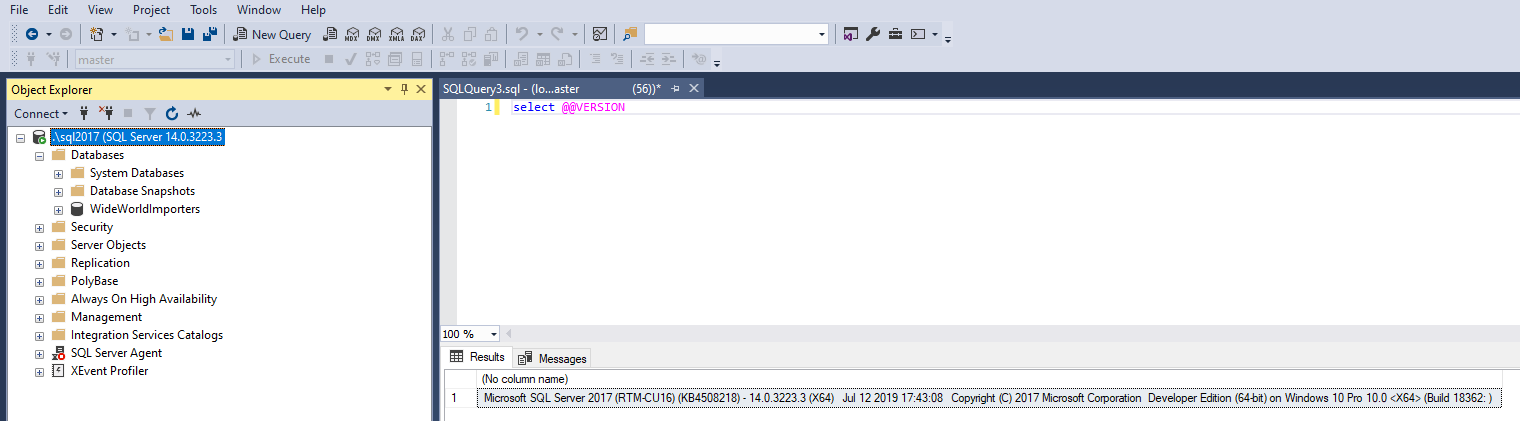 File Edit View Project Tools Window Help
New Query MDX DMX XMLA DAX
master Execute
Object Explorer
SQLQuery3.sql - (lo...aster (56))*
Connect
1 select @@VERSION
.\sql2017 (SQL Server 14.0.3223.3
Databases
System Databases
Database Snapshots
WideWorldImporters
Security
Server Objects
Replication
PolyBase
Always On High Availability
Management
Integration Services Catalogs
SQL Server Agent
XEvent Profiler
100 %
Results Messages
(No column name)
1 Microsoft SQL Server 2017 (RTM-CU16) (KB4508218) - 14.0.3223.3 (X64) Jul 12 2019 17:43:08 Copyright (C) 2017 Microsoft Corporation Developer Edition (64-bit) on Windows 10 Pro 10.0 <X64> (Build 18362: )